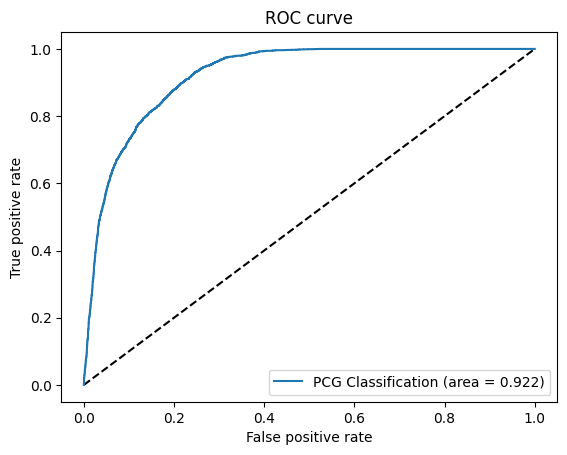 ROC curve
True positive rate
1.0
0.8
0.6
0.4
0.2
0.0
PCG Classification (area = 0.922)
0.0 0.2 0.4 0.6 0.8 1.0
False positive rate